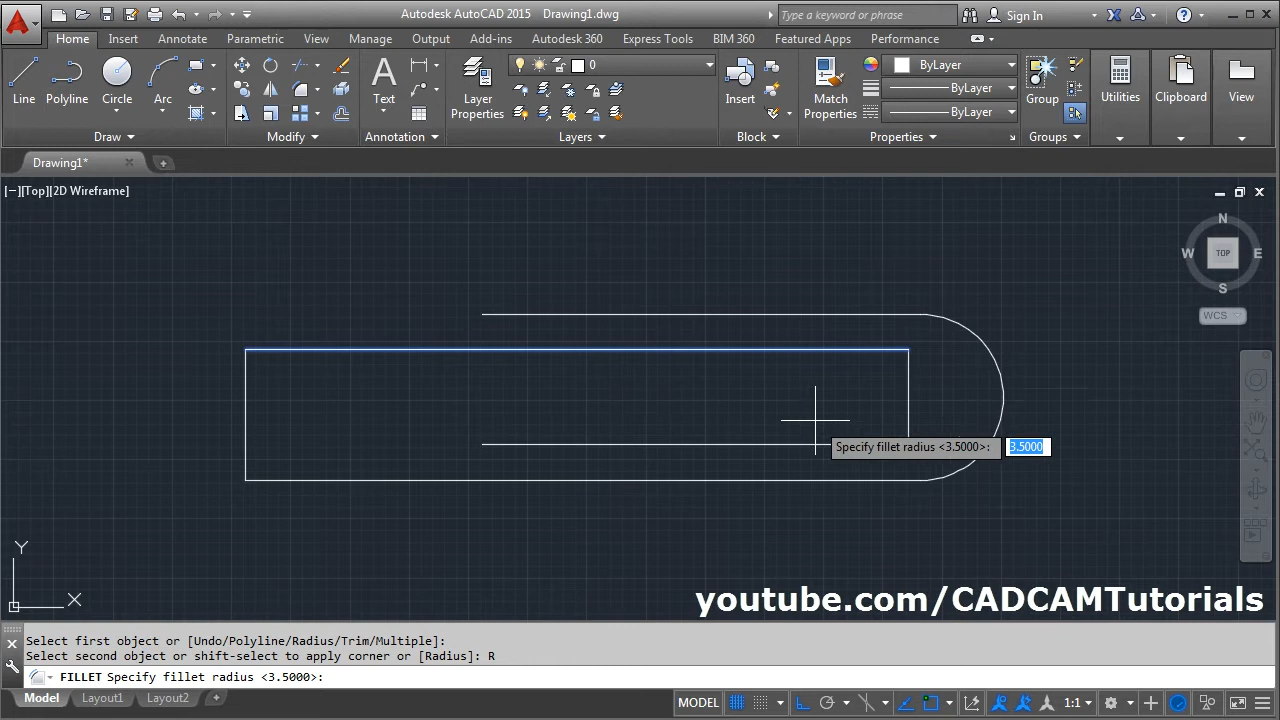 Autodesk AutoCAD 2015 Drawing1.dwg
Type a keyword or phrase
Sign In
Home Insert Annotate Parametric View Manage Output Add-ins Autodesk 360 Express Tools BIM 360 Featured Apps Performance
0
ByLayer
ByLayer
ByLayer
Line Polyline Circle Arc
Text
Layer
Properties
Insert
Match
Properties
Group
Utilities
Clipboard
View
Draw Modify Annotation Layers Block Properties Groups
Drawing1*
[−][Top][2D Wireframe]
N
W TOP E
S
WCS
Specify fillet radius <3.5000>: 3.5000
Y
X
youtube.com/CADCAMTutorials
Select first object or [Undo/Polyline/Radius/Trim/Multiple]:
Select second object or shift-select to apply corner or [Radius]: R
FILLET Specify fillet radius <3.5000>:
Model Layout1 Layout2
MODEL 1:1